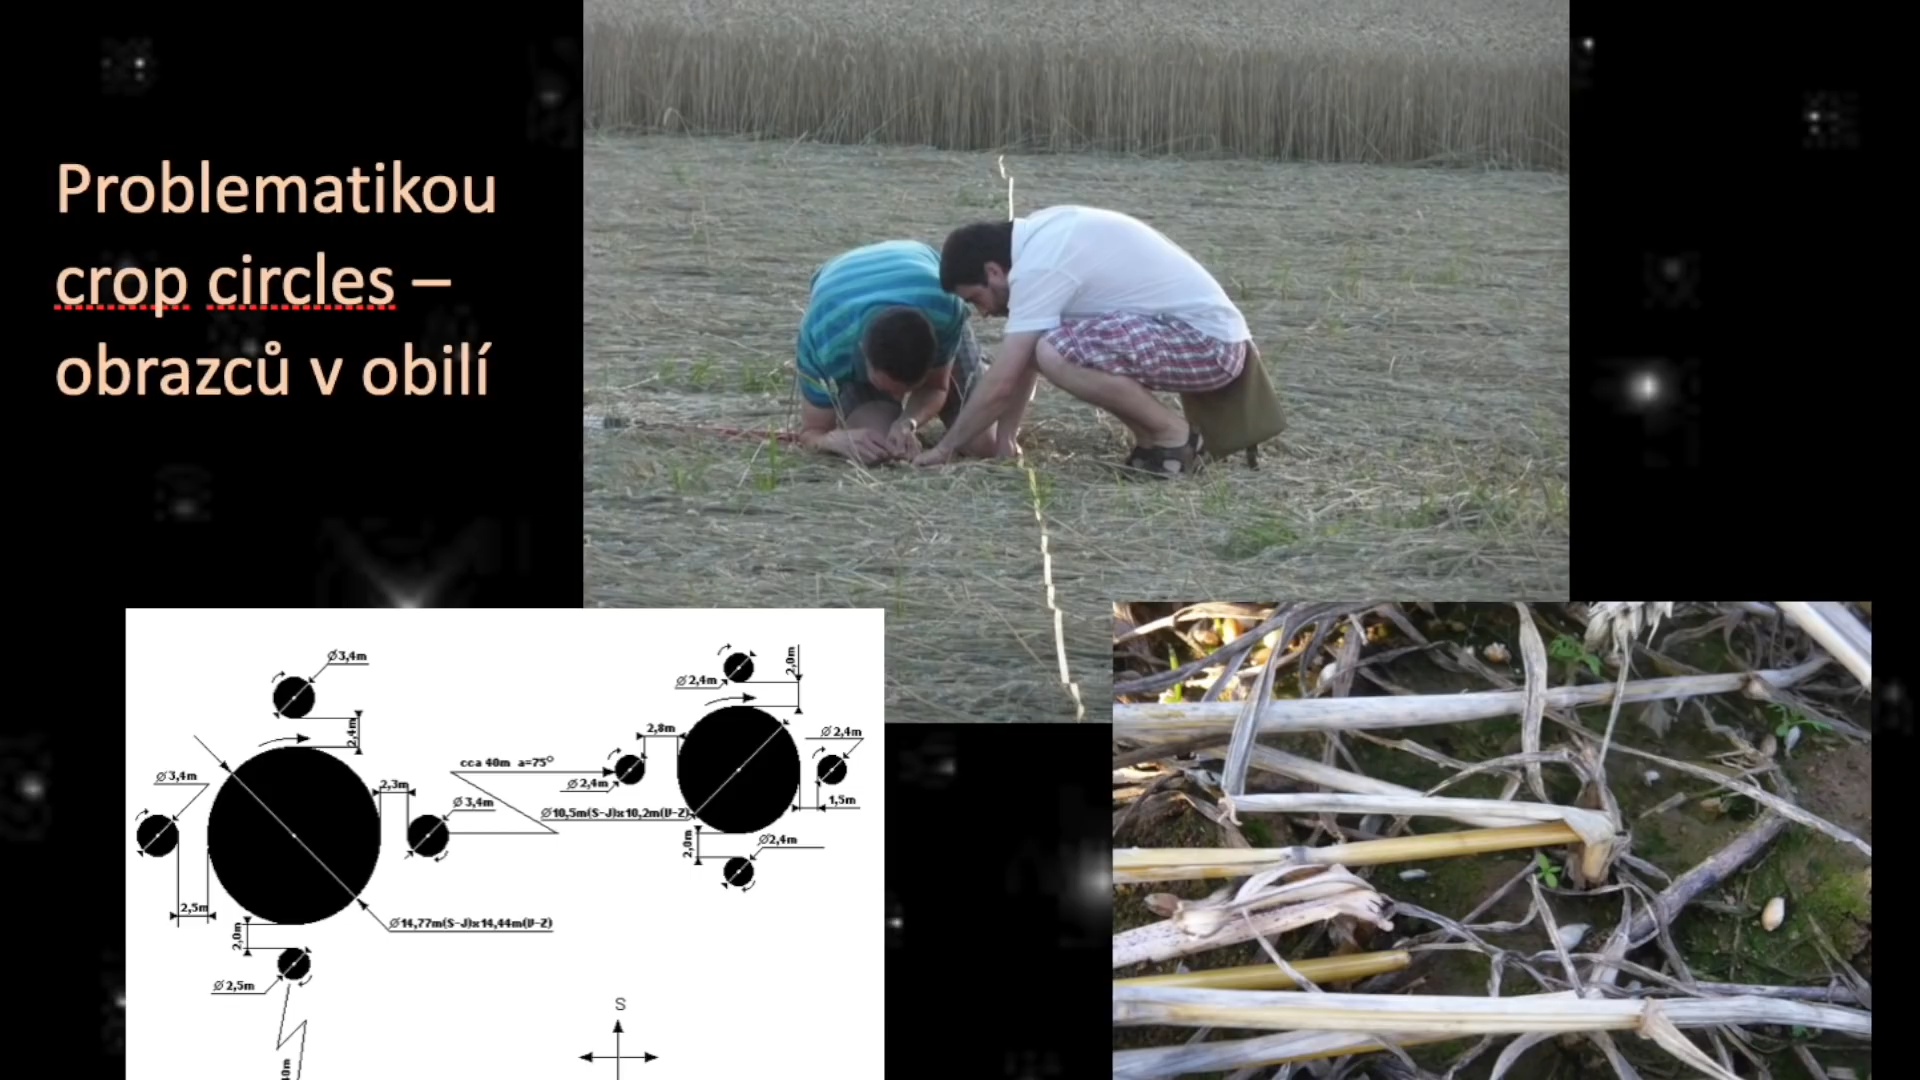 Problematikou
crop circles –
obrazců v obilí
Ø3,4m
2,4m
Ø3,4m
2,3m
Ø3,4m
2,5m
2,0m
Ø2,5m
Ø14,77m(S-J)x14,44m(V-Z)
cca 40m a=75°
Ø2,4m
2,0m
2,8m
Ø2,4m
Ø2,4m
1,5m
Ø10,5m(S-J)x10,2m(V-Z)
2,0m
Ø2,4m
S